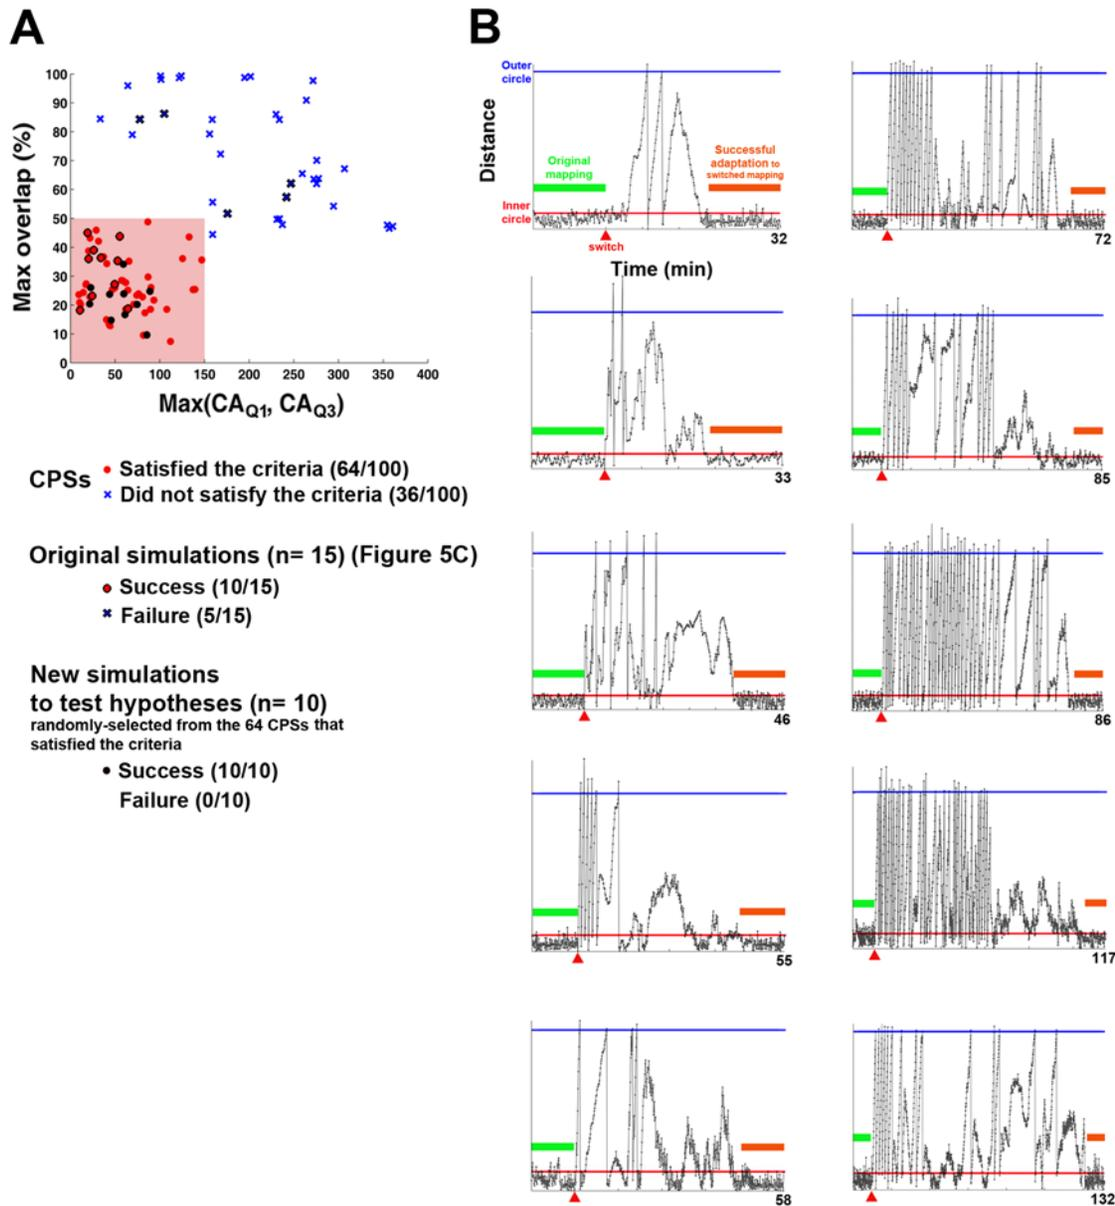 A
Max overlap (%)
100
90
80
70
60
50
40
30
20
10
0
0 50 100 150 200 250 300 350 400
Max(CAQ1, CAQ3)
CPSs
Satisfied the criteria (64/100)
Did not satisfy the criteria (36/100)
Original simulations (n= 15) (Figure 5C)
Success (10/15)
Failure (5/15)
New simulations
to test hypotheses (n= 10)
randomly-selected from the 64 CPSs that
satisfied the criteria
Success (10/10)
Failure (0/10)
B
Outer
circle
Distance
Original
mapping
Successful
adaptation to
switched mapping
Inner
circle
switch
32
Time (min)
72
33
85
46
86
55
117
58
132